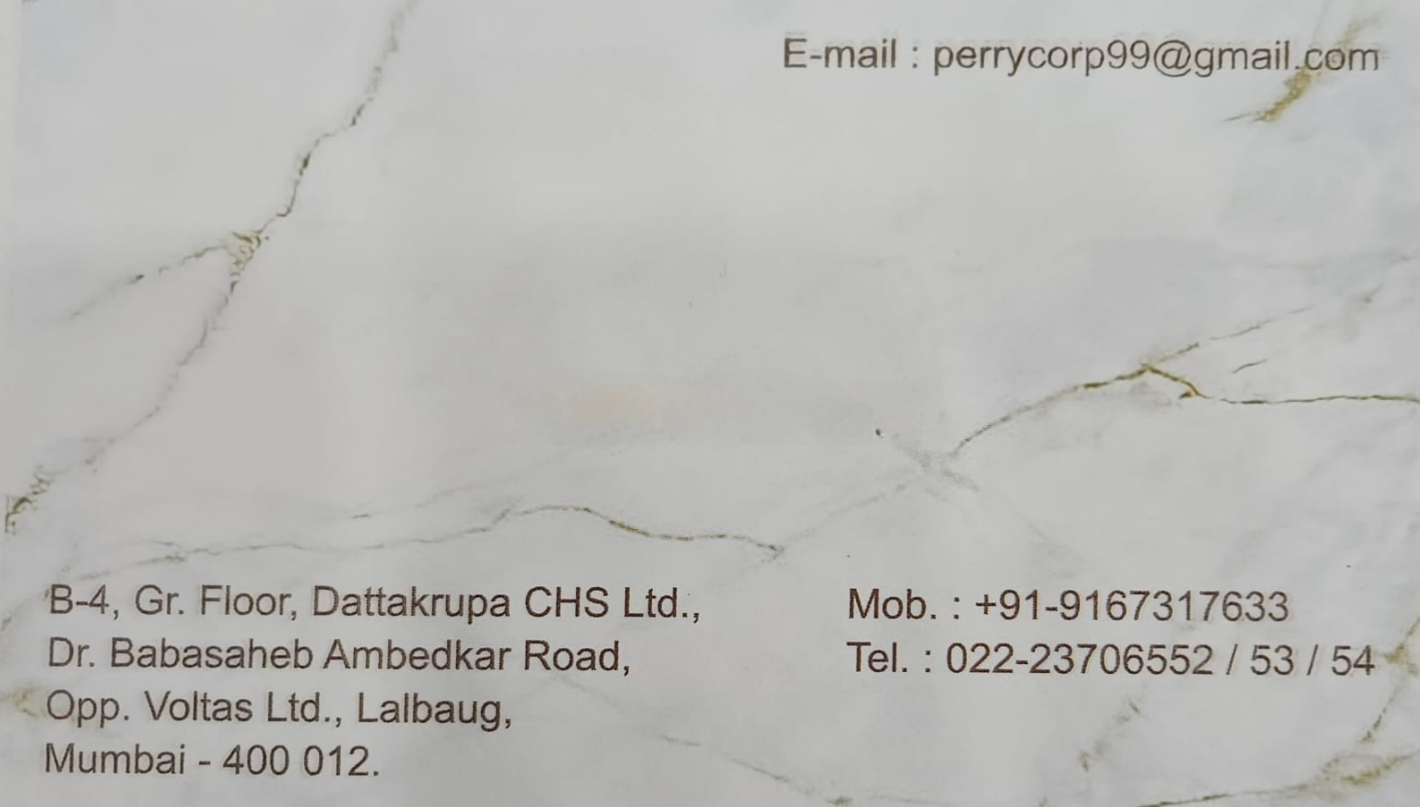 E-mail : perrycorp99@gmail.com
B-4, Gr. Floor, Dattakrupa CHS Ltd.,
Dr. Babasaheb Ambedkar Road,
Opp. Voltas Ltd., Lalbaug,
Mumbai - 400 012.
Mob. : +91-9167317633
Tel. : 022-23706552 / 53 / 54